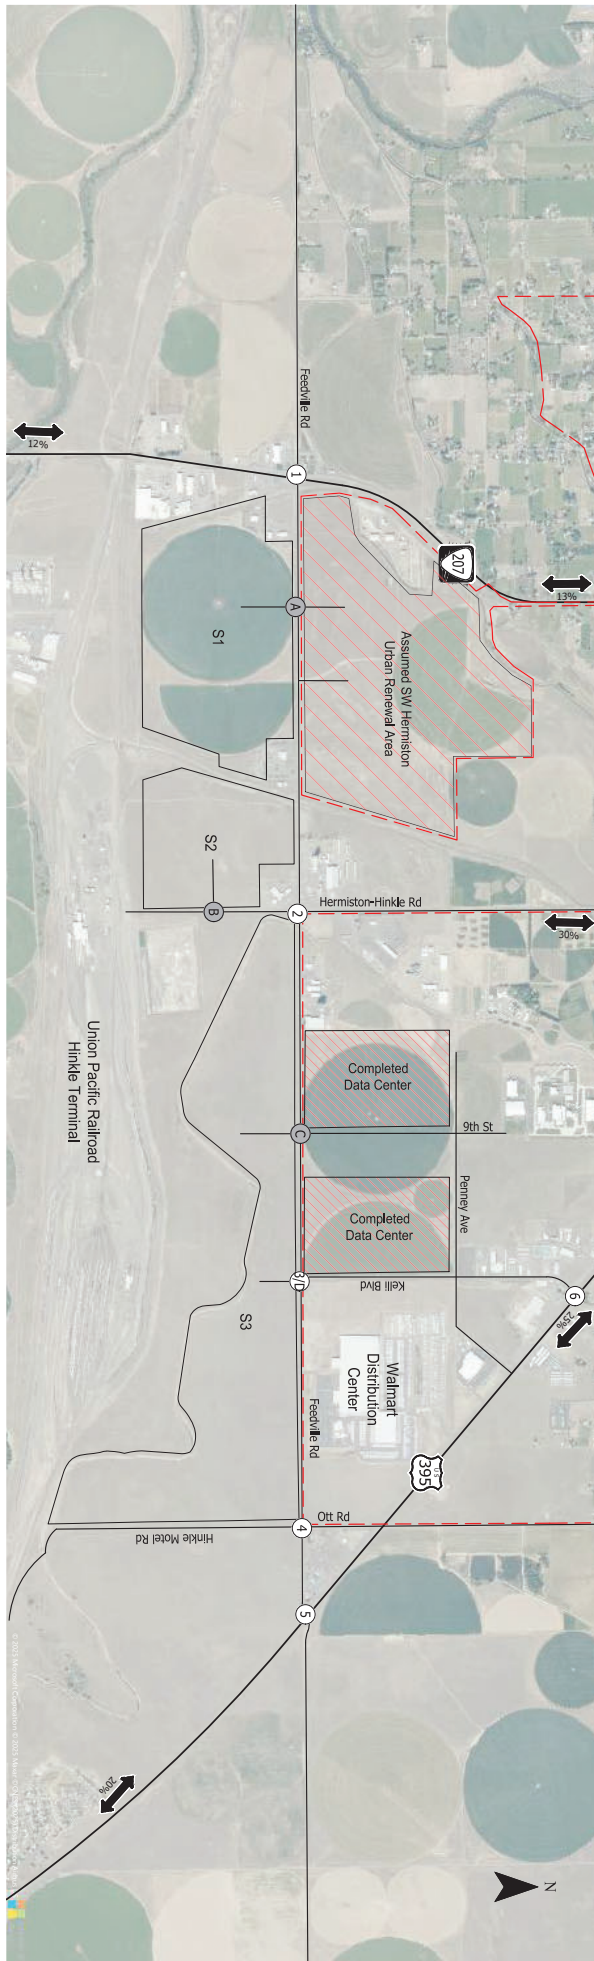 Feedville Rd
12%
1
207
13%
A
S1
Assumed SW Hermiston
Urban Renewal Area
S2
B
Hermiston-Hinkle Rd
2
30%
Union Pacific Railroad
Hinkle Terminal
Completed
Data Center
C
9th St
Penney Ave
Completed
Data Center
3/D
Kelli Blvd
6
25%
S3
Walmart
Distribution
Center
Feedville Rd
US
395
Ott Rd
4
Hinkle Motel Rd
5
20%
N